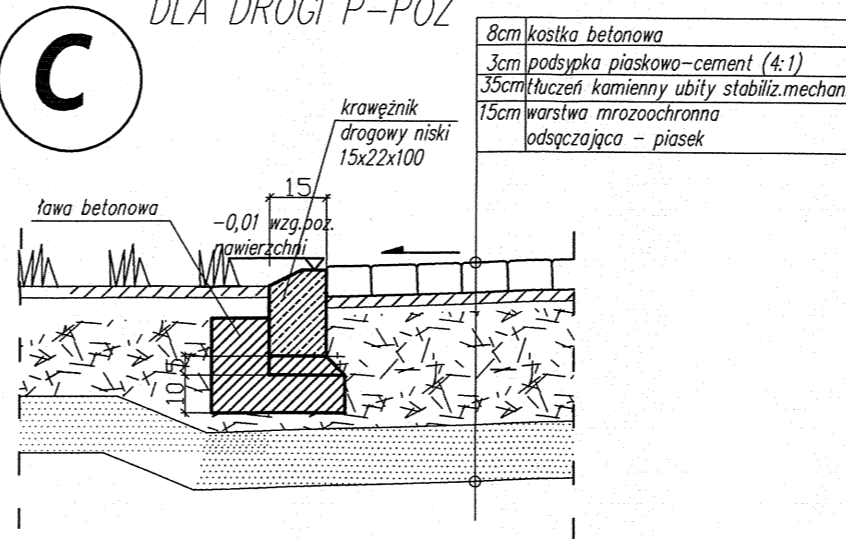 DLA DROGI P-POŻ
C
8cm kostka betonowa
3cm podsypka piaskowo-cement (4:1)
35cm tłuczeń kamienny ubity stabiliz.mechan.
15cm warstwa mrozoochronna
odsączająca - piasek
krawężnik
drogowy niski
15x22x100
15
ława betonowa
-0,01 wzg.poz.
nawierzchni
5
10